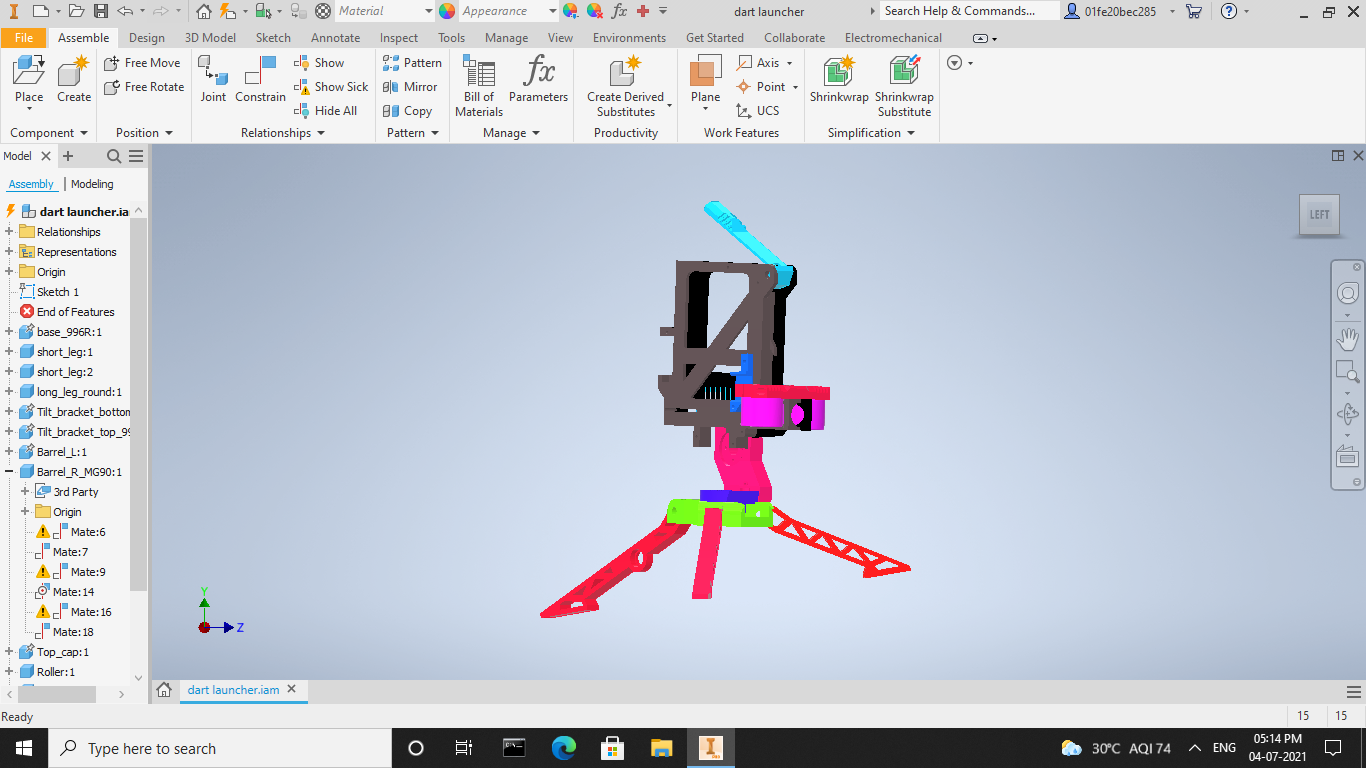 Material
Appearance
fx
dart launcher
Search Help & Commands...
01fe20bec285
File
Assemble
Design
3D Model
Sketch
Annotate
Inspect
Tools
Manage
View
Environments
Get Started
Collaborate
Electromechanical
Place
Create
Free Move
Free Rotate
Joint
Constrain
Show
Show Sick
Hide All
Pattern
Mirror
Copy
Bill of
Materials
fx
Parameters
Create Derived
Substitutes
Plane
Axis
Point
UCS
Shrinkwrap
Shrinkwrap
Substitute
Component
Position
Relationships
Pattern
Manage
Productivity
Work Features
Simplification
Model
Assembly
Modeling
dart launcher.ia
Relationships
Representations
Origin
Sketch 1
End of Features
base_996R:1
short_leg:1
short_leg:2
long_leg_round:1
Tilt_bracket_bottom
Tilt_bracket_top_99
Barrel_L:1
Barrel_R_MG90:1
3rd Party
Origin
Mate:6
Mate:7
Mate:9
Mate:14
Mate:16
Mate:18
Top_cap:1
Roller:1
LEFT
Y
Z
dart launcher.iam
Ready
15
15
Type here to search
30°C AQI 74
ENG
05:14 PM
04-07-2021